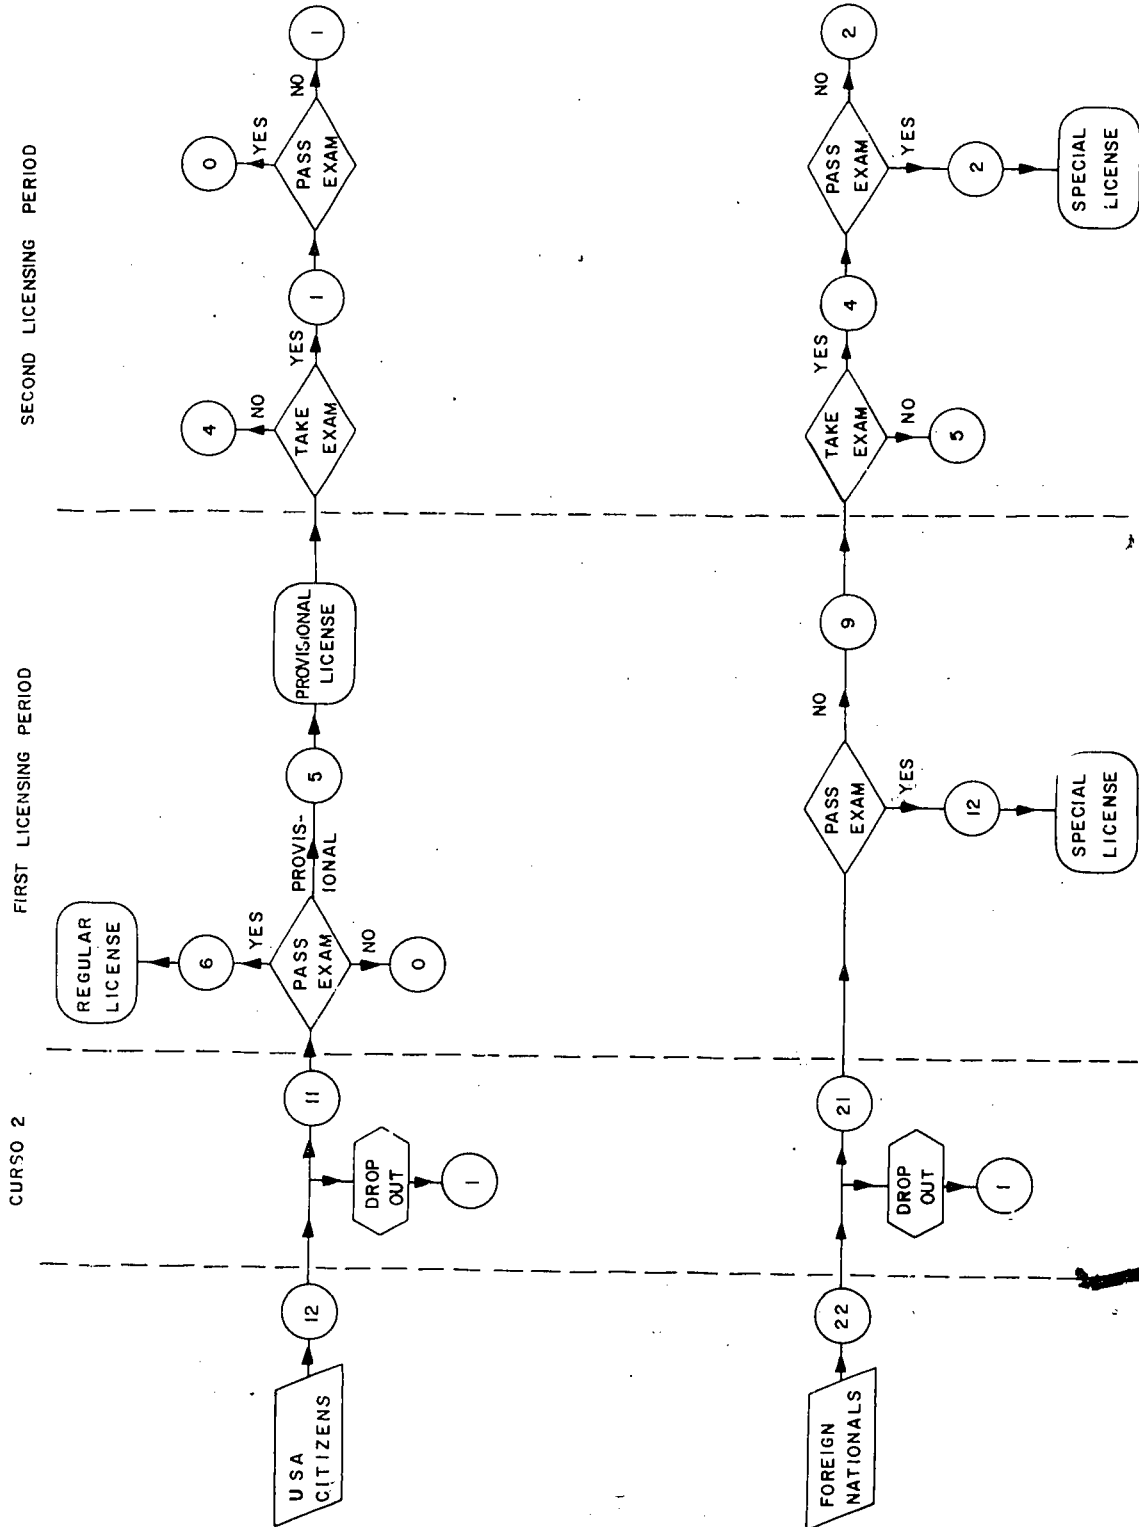 CURSO 2
FIRST LICENSING PERIOD
SECOND LICENSING PERIOD
USA
CITIZENS
12
DROP
OUT
1
11
PASS
EXAM
YES
6
REGULAR
LICENSE
NO
0
PROVIS-
IONAL
5
PROVISIONAL
LICENSE
TAKE
EXAM
NO
4
YES
1
PASS
EXAM
YES
0
NO
1
FOREIGN
NATIONALS
22
DROP
OUT
1
21
PASS
EXAM
YES
12
SPECIAL
LICENSE
NO
9
TAKE
EXAM
NO
5
YES
4
PASS
EXAM
YES
2
SPECIAL
LICENSE
NO
2